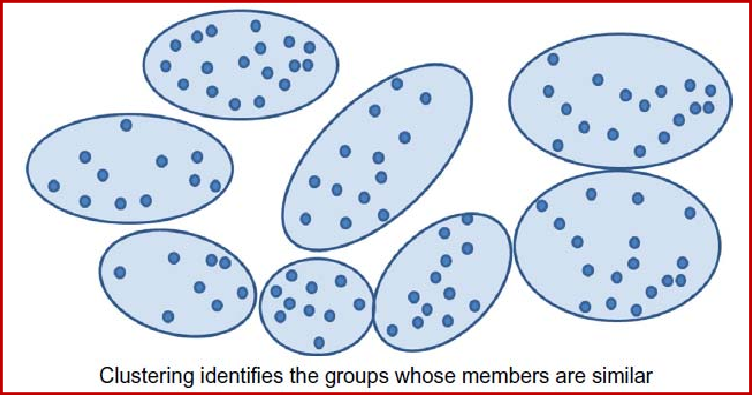 Clustering identifies the groups whose members are similar